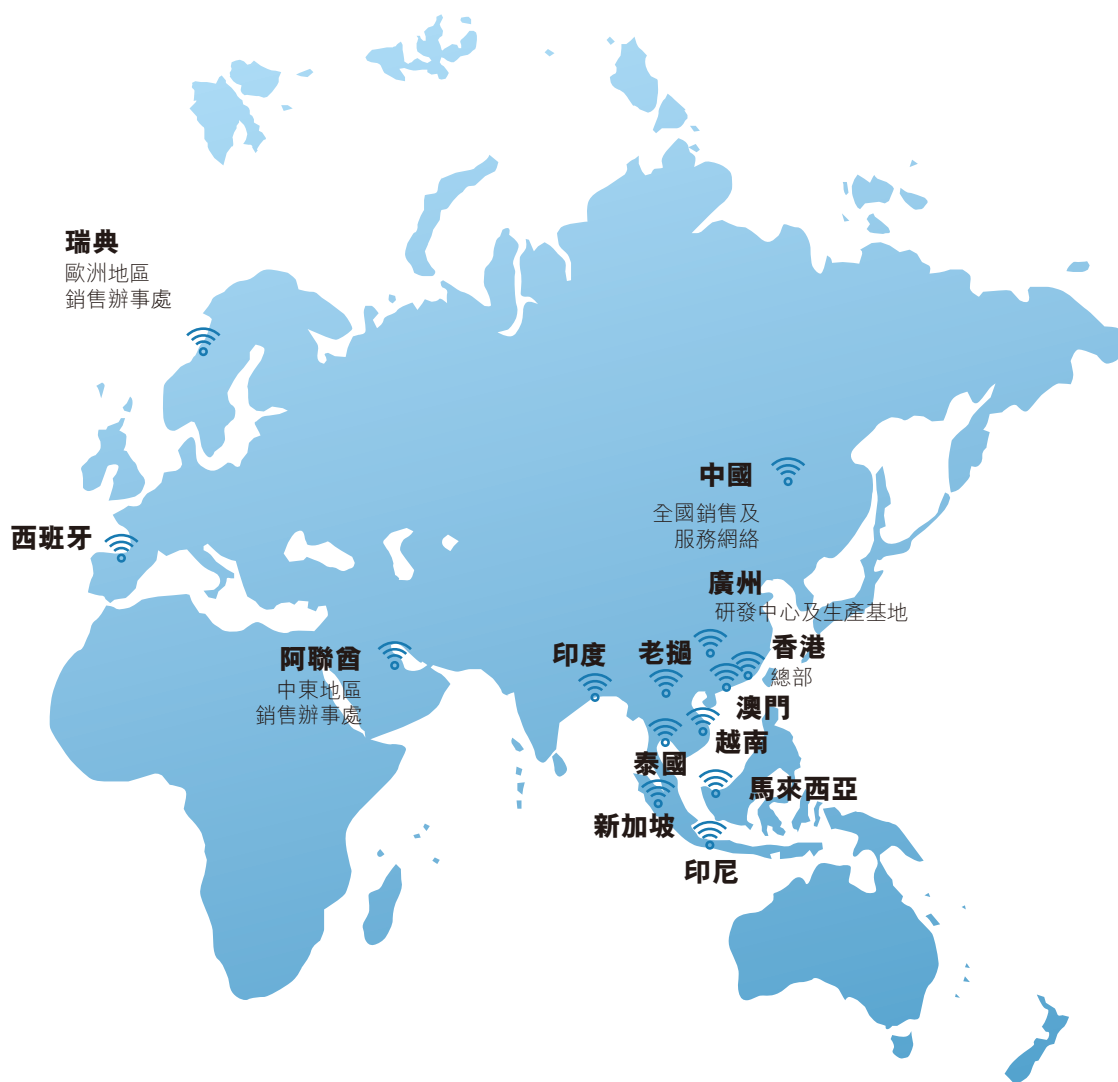 瑞典
歐洲地區
銷售辦事處
中國
全國銷售及
服務網絡
西班牙
廣州
研發中心及生產基地
阿聯酋
中東地區
銷售辦事處
印度
老撾
香港
總部
澳門
越南
泰國
馬來西亞
新加坡
印尼